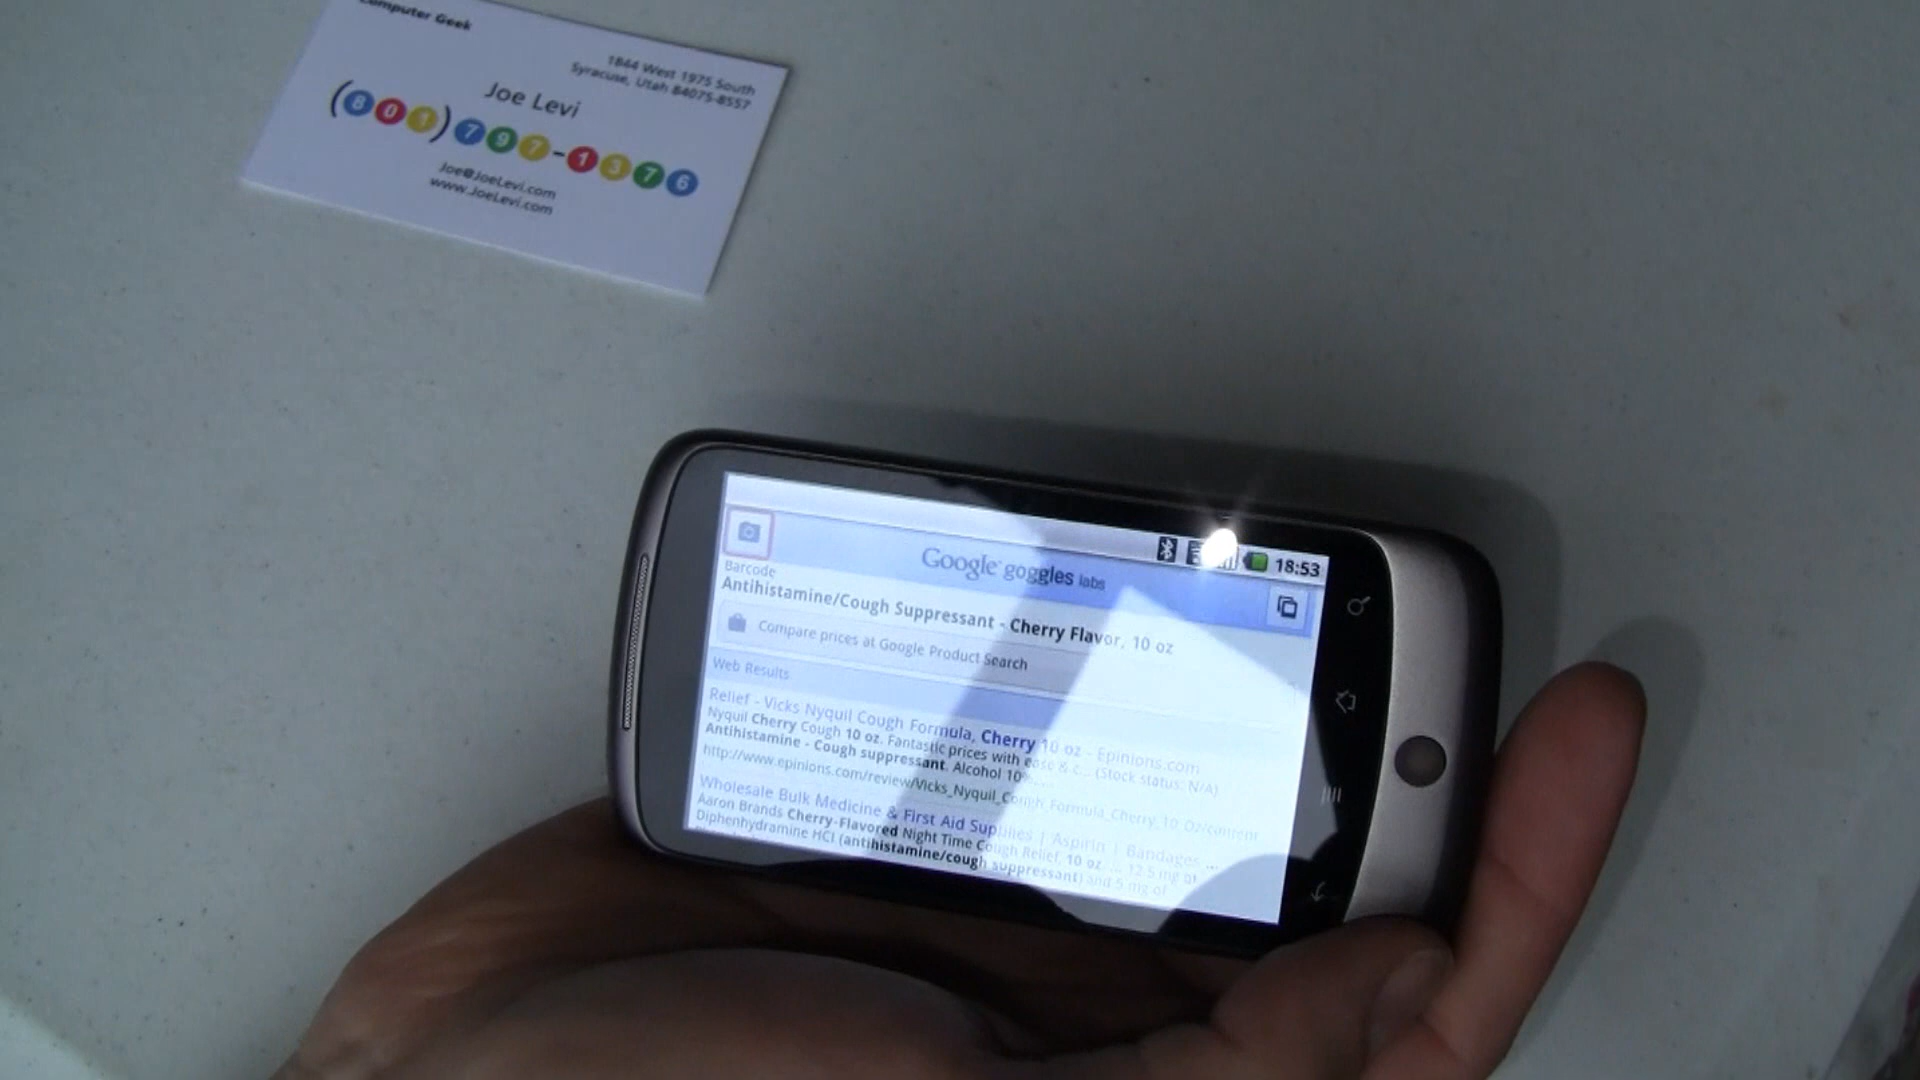 Computer Geek
1844 West 1975 South
Syracuse, Utah 84075-8557
Joe Levi
(801)797-1376
Joe@JoeLevi.com
www.JoeLevi.com
18:53
Google goggles labs
Barcode
Antihistamine/Cough Suppressant - Cherry Flavor, 10 oz
Compare prices at Google Product Search
Web Results
Relief - Vicks Nyquil Cough Formula, Cherry 10 oz - Epinions.com
Nyquil Cherry Cough 10 oz. Fantastic prices with ease & c... (Stock status: N/A)
Antihistamine - Cough suppressant. Alcohol 10%
http://www.epinions.com/review/Vicks_Nyquil_Cough_Formula_Cherry_10_Oz/content
Wholesale Bulk Medicine & First Aid Supplies | Aspirin | Bandages ...
Aaron Brands Cherry-Flavored Night Time Cough Relief, 10 oz. ... 12.5 mg of
Diphenhydramine HCl (antihistamine/cough suppressant) and 5 mg of